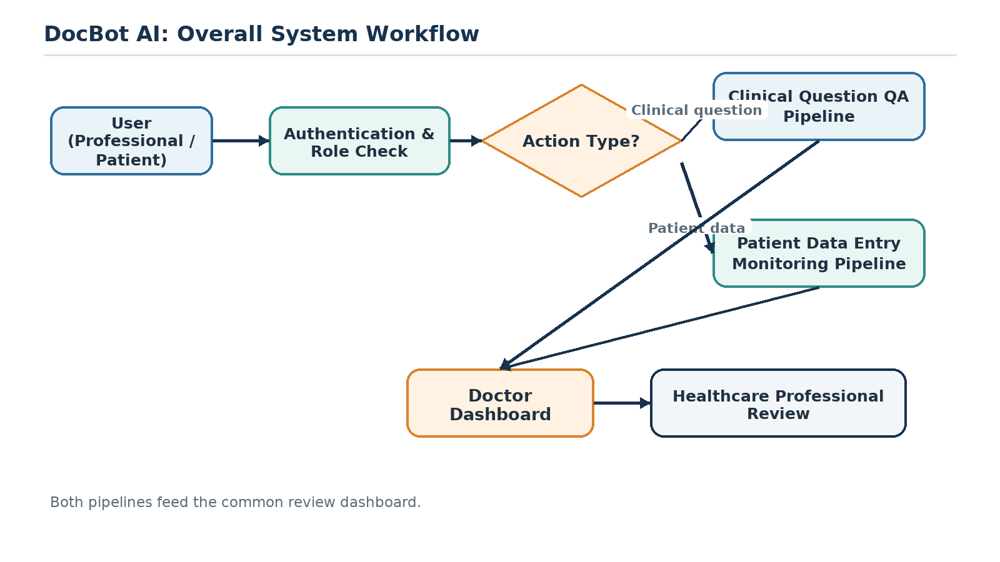 DocBot AI: Overall System Workflow
User
(Professional /
Patient)
Authentication &
Role Check
Action Type?
Clinical question
Clinical Question QA
Pipeline
Patient data
Patient Data Entry
Monitoring Pipeline
Doctor
Dashboard
Healthcare Professional
Review
Both pipelines feed the common review dashboard.